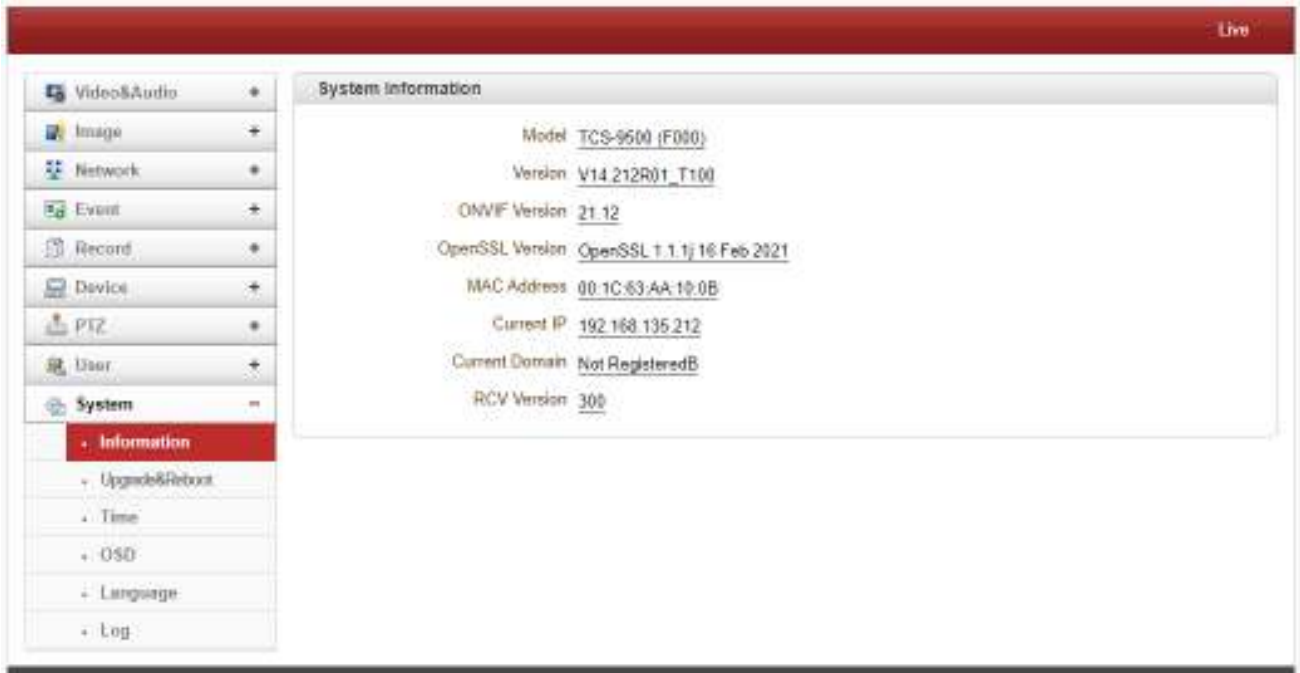 Live
Video&Audio
Image
Network
Event
Record
Device
PTZ
User
System
Information
Upgrade&Reboot
Time
OSD
Language
Log
System Information
Model TCS-9500 (F000)
Version V14.212R01_T100
ONVIF Version 21.12
OpenSSL Version OpenSSL 1.1.1j 16 Feb 2021
MAC Address 00:1C:63:AA:10:0B
Current IP 192.168.135.212
Current Domain Not RegisteredB
RCV Version 300